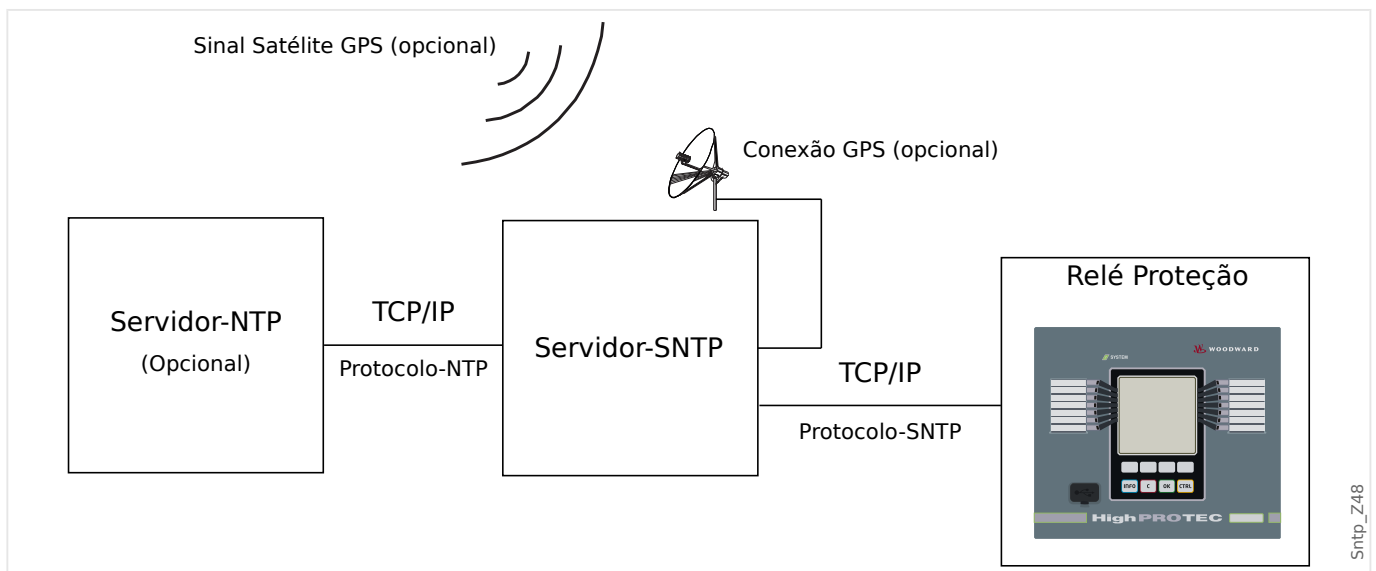 Sinal Satélite GPS (opcional)
Conexão GPS (opcional)
Servidor-NTP
(Opcional)
TCP/IP
Protocolo-NTP
Servidor-SNTP
TCP/IP
Protocolo-SNTP
Relé Proteção
SYSTEM
WOODWARD
INFO
C
OK
CTRL
HighPROTEC
Sntp_Z48